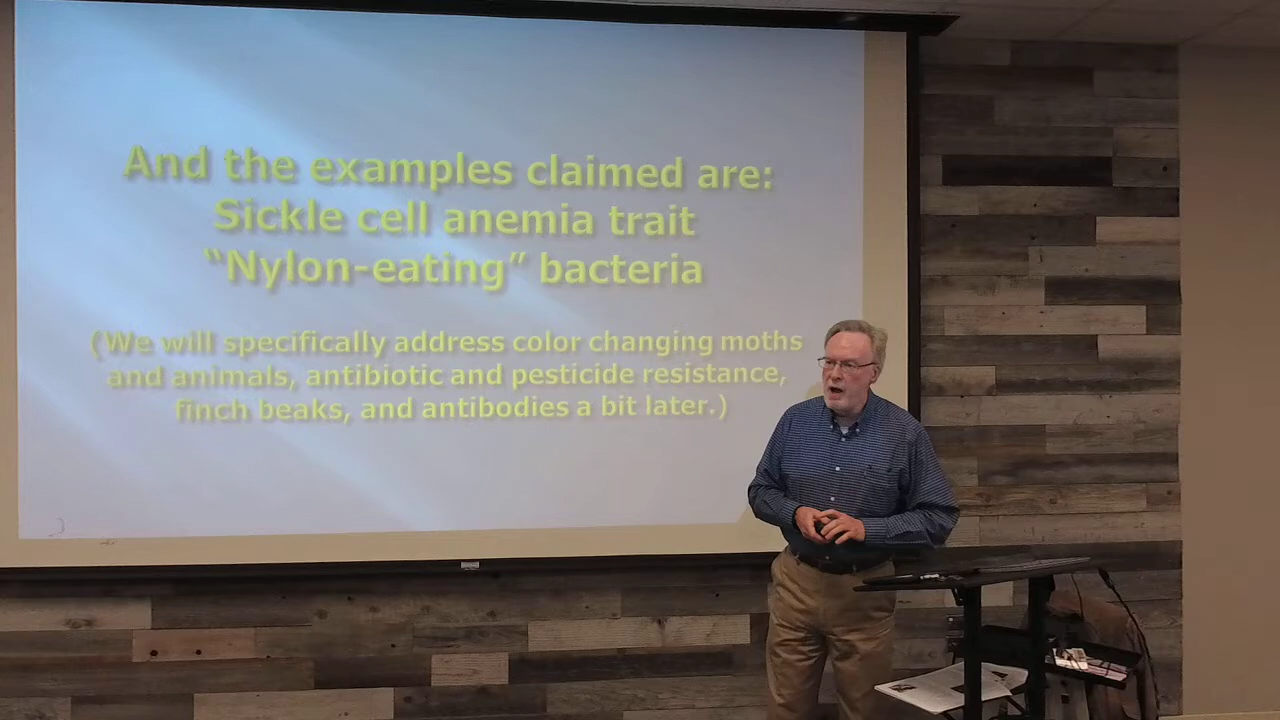 And the examples claimed are:
Sickle cell anemia trait
“Nylon-eating” bacteria
(We will specifically address color changing moths
and animals, antibiotic and pesticide resistance,
finch beaks, and antibodies a bit later.)